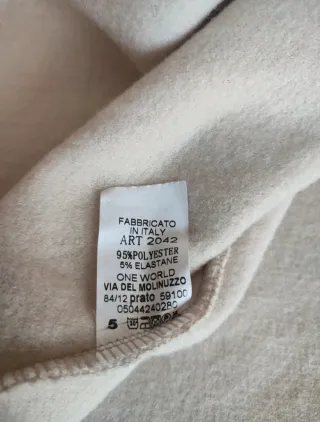 FABBRICATO
IN ITALY
ART 2042
95%POLYESTER
5% ELASTANE
ONE WORLD
VIA DEL MOLINUZZO
84/12 prato 59100
05044240280
5